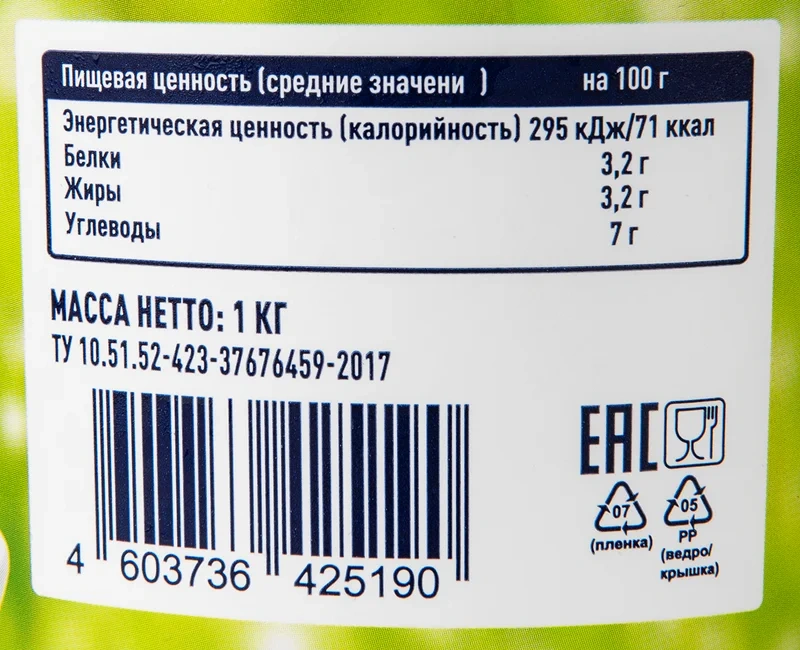 Пищевая ценность (средние значени ) на 100 г
Энергетическая ценность (калорийность) 295 кДж/71 ккал
Белки 3,2 г
Жиры 3,2 г
Углеводы 7 г
МАССА НЕТТО: 1 КГ
ТУ 10.51.52-423-37676459-2017
4 603736 425190
EAC
07
(пленка)
05
PP
(ведро/
крышка)